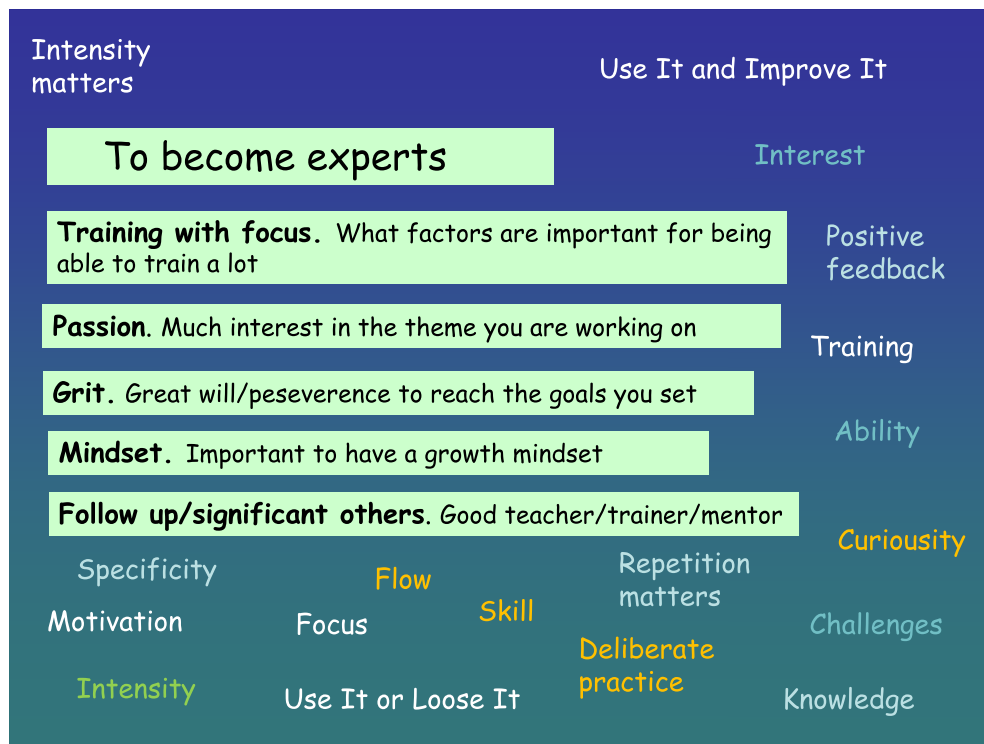 Intensity
matters
Use It and Improve It
To become experts
Interest
Training with focus. What factors are important for being
able to train a lot
Positive
feedback
Passion. Much interest in the theme you are working on
Training
Grit. Great will/peseverence to reach the goals you set
Ability
Mindset. Important to have a growth mindset
Follow up/significant others. Good teacher/trainer/mentor
Curiousity
Specificity
Flow
Repetition
matters
Skill
Motivation
Focus
Challenges
Deliberate
practice
Intensity
Use It or Loose It
Knowledge